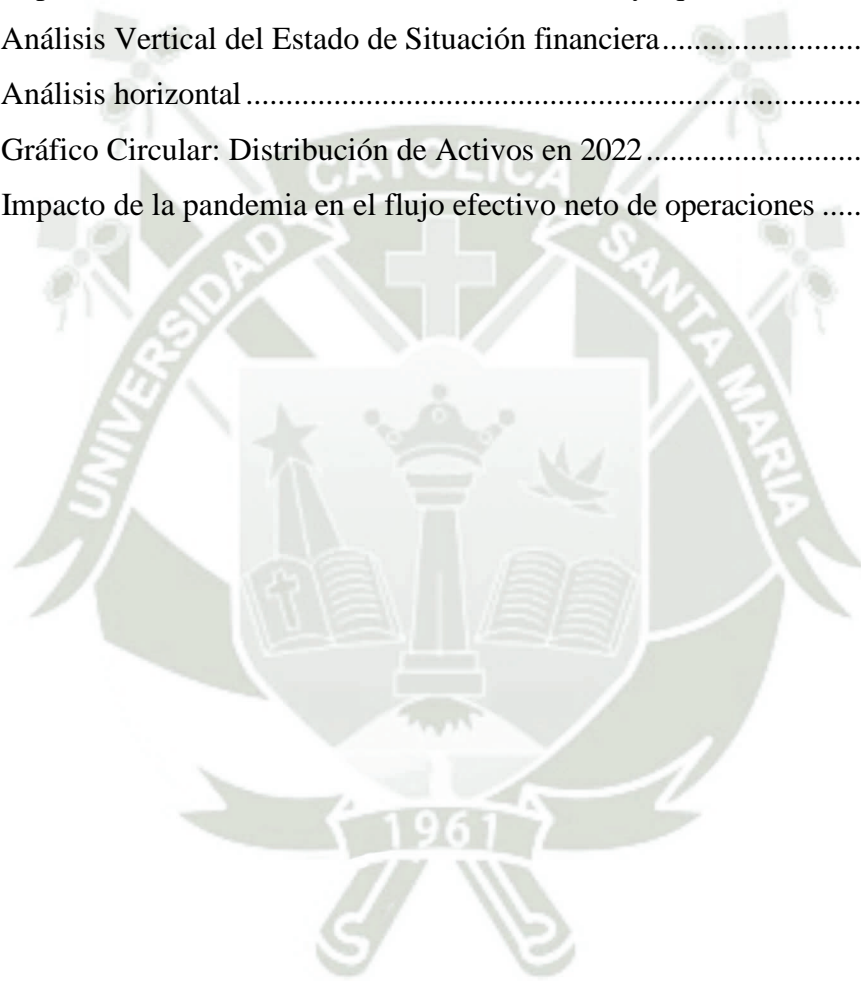 Análisis Vertical del Estado de Situación financiera............................
Análisis horizontal...............................................................................
Gráfico Circular: Distribución de Activos en 2022..............................
Impacto de la pandemia en el flujo efectivo neto de operaciones .....
UNIVERSIDAD CATOLICA SANTA MARIA
1961